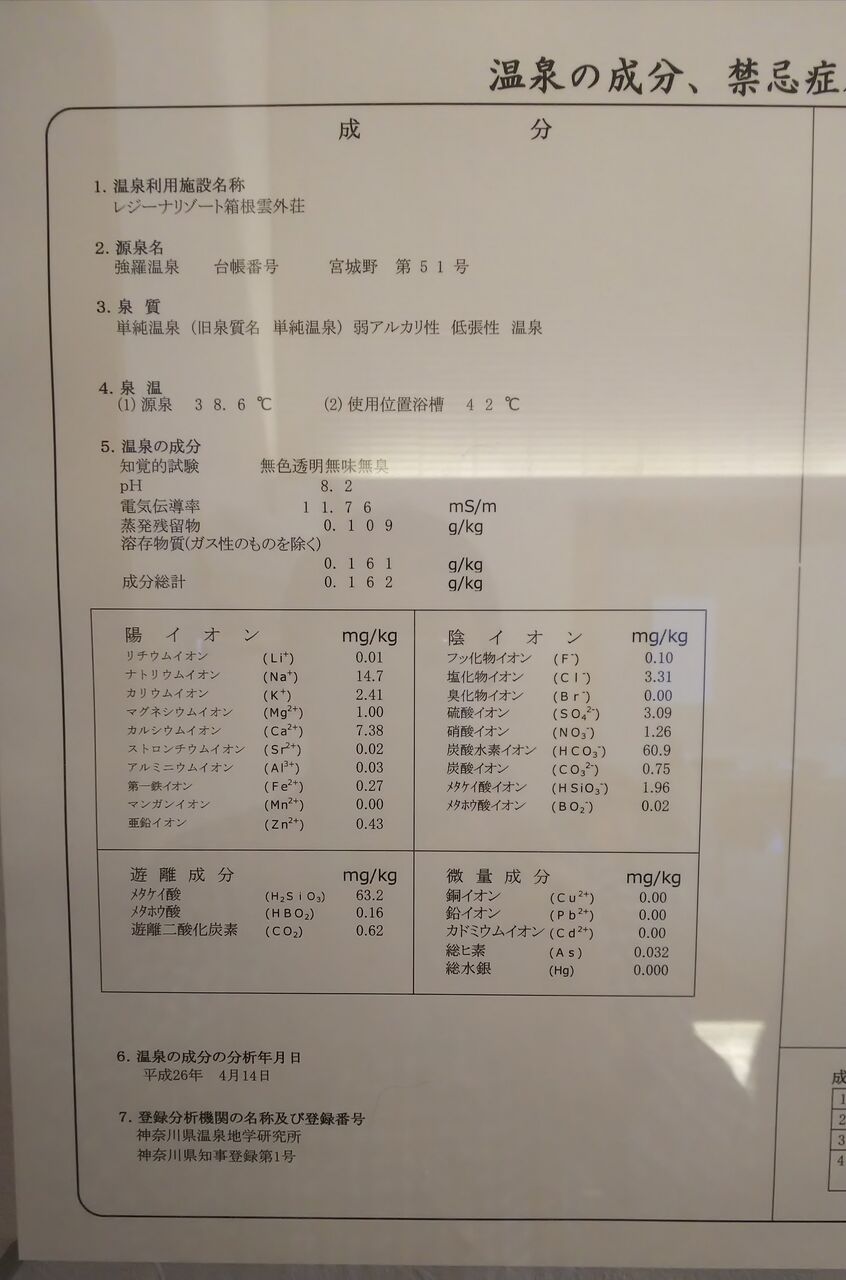 温泉の成分、禁忌症
成分
1. 温泉利用施設名称
レジーナリゾート箱根雲外荘
2. 源泉名
強羅温泉 台帳番号 宮城野 第51号
3. 泉質
単純温泉（旧泉質名 単純温泉）弱アルカリ性 低張性 温泉
4. 泉温
(1) 源泉 38.6℃ (2) 使用位置浴槽 42℃
5. 温泉の成分
知覚的試験 無色透明無味無臭
pH 8.2
電気伝導率 11.76 mS/m
蒸発残留物 0.109 g/kg
溶存物質(ガス性のものを除く)
0.161 g/kg
成分総計 0.162 g/kg
陽イオン mg/kg
リチウムイオン (Li⁺) 0.01
ナトリウムイオン (Na⁺) 14.7
カリウムイオン (K⁺) 2.41
マグネシウムイオン (Mg²⁺) 1.00
カルシウムイオン (Ca²⁺) 7.38
ストロンチウムイオン (Sr²⁺) 0.02
アルミニウムイオン (Al³⁺) 0.03
第一鉄イオン (Fe²⁺) 0.27
マンガンイオン (Mn²⁺) 0.00
亜鉛イオン (Zn²⁺) 0.43
陰イオン mg/kg
フッ化物イオン (F⁻) 0.10
塩化物イオン (Cl⁻) 3.31
臭化物イオン (Br⁻) 0.00
硫酸イオン (SO₄²⁻) 3.09
硝酸イオン (NO₃⁻) 1.26
炭酸水素イオン (HCO₃⁻) 60.9
炭酸イオン (CO₃²⁻) 0.75
メタケイ酸イオン (HSiO₃⁻) 1.96
メタホウ酸イオン (BO₂⁻) 0.02
遊離成分 mg/kg
メタケイ酸 (H₂SiO₃) 63.2
メタホウ酸 (HBO₂) 0.16
遊離二酸化炭素 (CO₂) 0.62
微量成分 mg/kg
銅イオン (Cu²⁺) 0.00
鉛イオン (Pb²⁺) 0.00
カドミウムイオン (Cd²⁺) 0.00
総ヒ素 (As) 0.032
総水銀 (Hg) 0.000
6. 温泉の成分の分析年月日
平成26年 4月14日
7. 登録分析機関の名称及び登録番号
神奈川県温泉地学研究所
神奈川県知事登録第1号
成
1
2
3
4